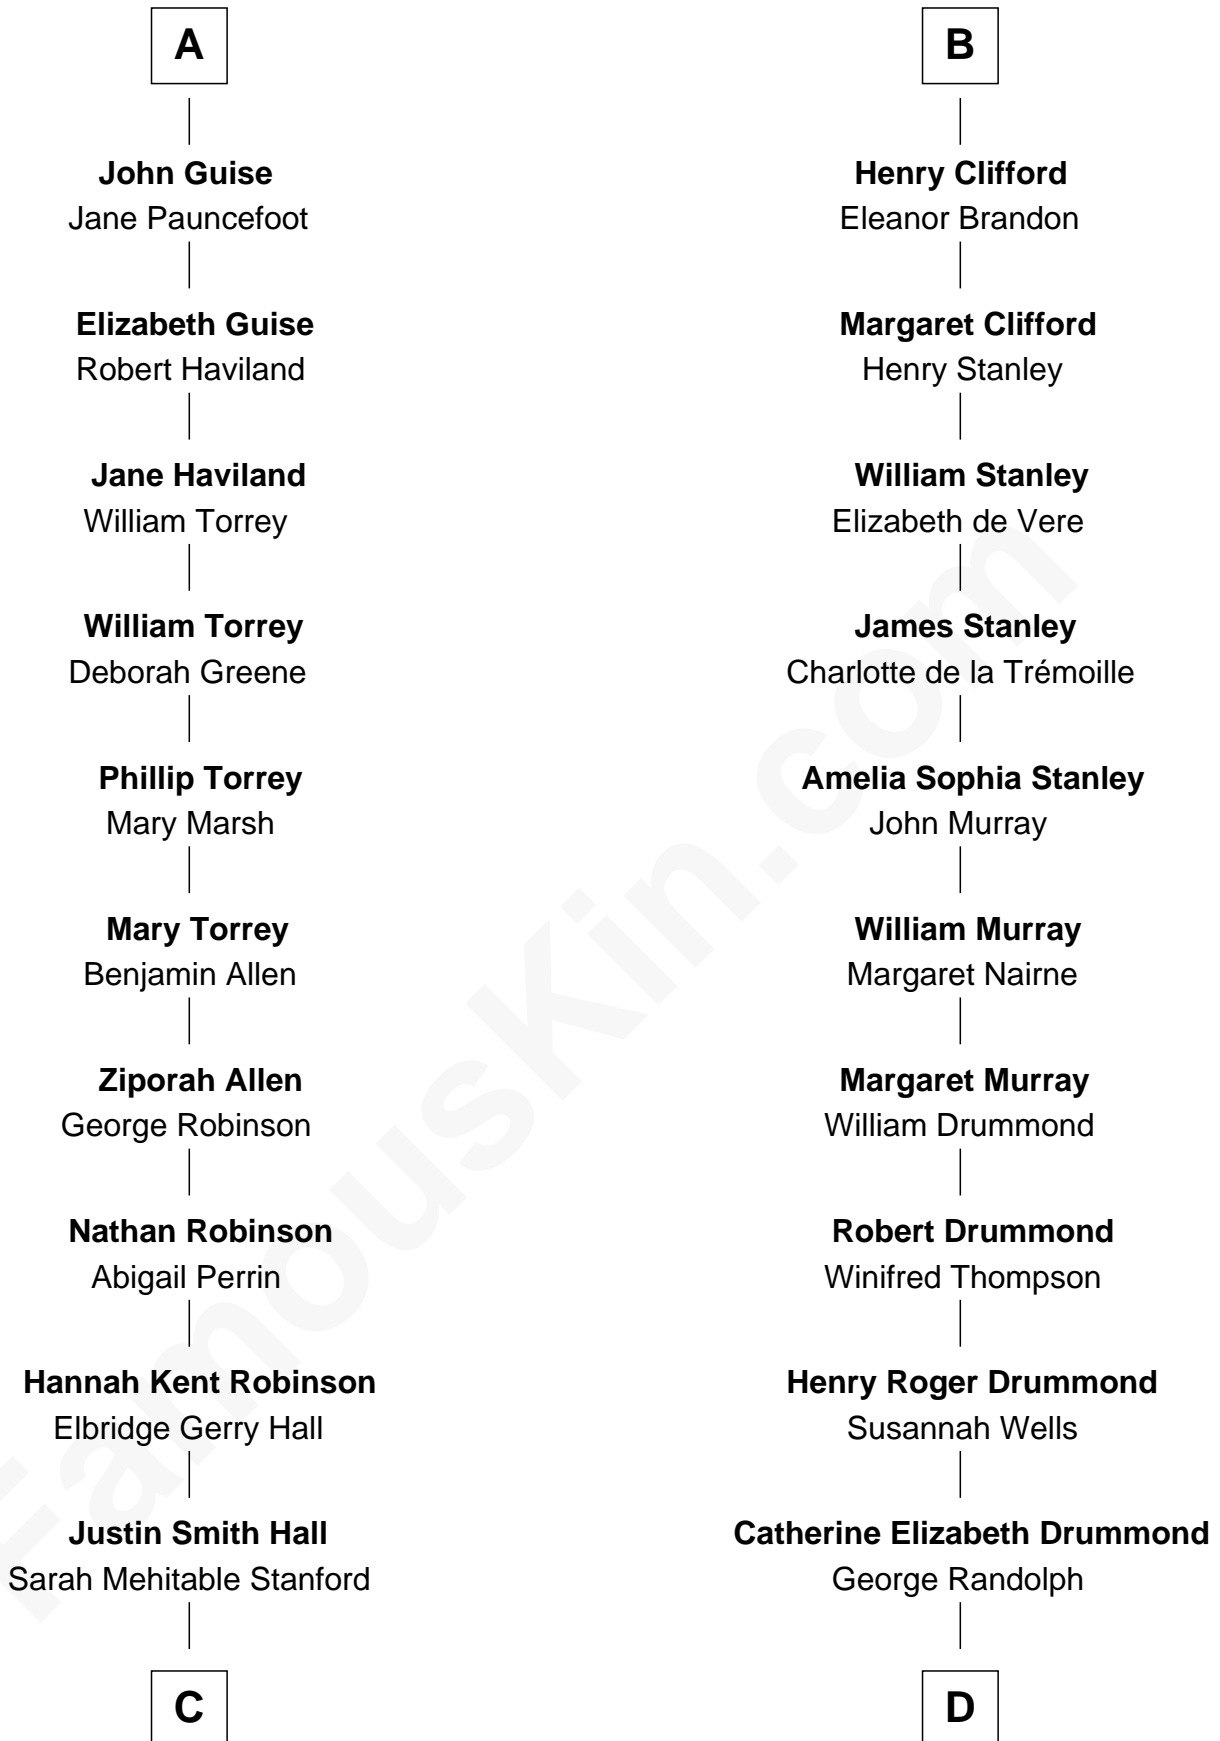 A
John Guise
Jane Pauncefoot
Elizabeth Guise
Robert Haviland
Jane Haviland
William Torrey
William Torrey
Deborah Greene
Phillip Torrey
Mary Marsh
Mary Torrey
Benjamin Allen
Ziporah Allen
George Robinson
Nathan Robinson
Abigail Perrin
Hannah Kent Robinson
Elbridge Gerry Hall
Justin Smith Hall
Sarah Mehitable Stanford
C
B
Henry Clifford
Eleanor Brandon
Margaret Clifford
Henry Stanley
William Stanley
Elizabeth de Vere
James Stanley
Charlotte de la Trémoille
Amelia Sophia Stanley
John Murray
William Murray
Margaret Nairne
Margaret Murray
William Drummond
Robert Drummond
Winifred Thompson
Henry Roger Drummond
Susannah Wells
Catherine Elizabeth Drummond
George Randolph
D
FamousKin.com